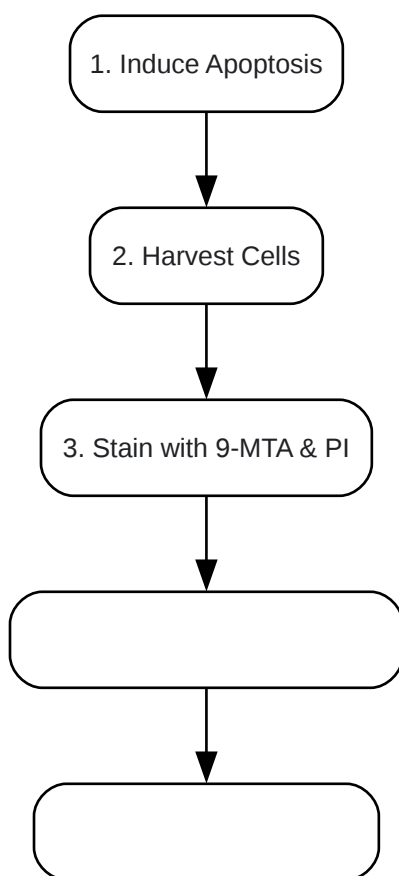 1. Induce Apoptosis
2. Harvest Cells
3. Stain with 9-MTA & PI